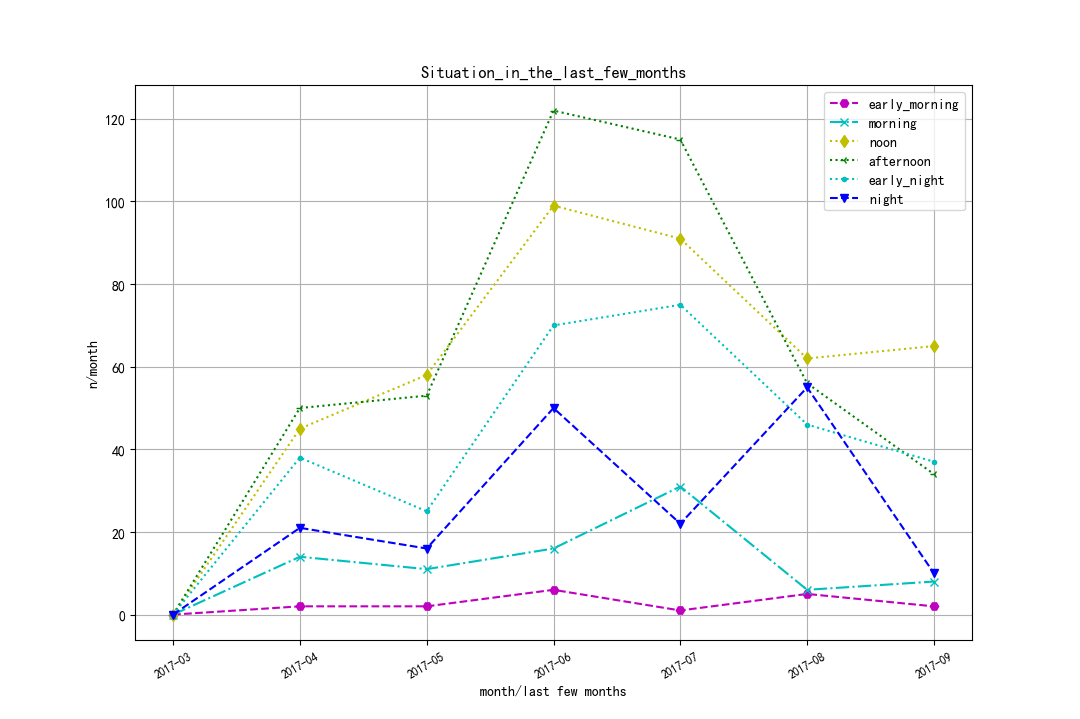 Situation_in_the_last_few_months
early_morning
morning
noon
afternoon
early_night
night
n/month
120
100
80
60
40
20
0
2017-03 2017-04 2017-05 2017-06 2017-07 2017-08 2017-09
month/last few months